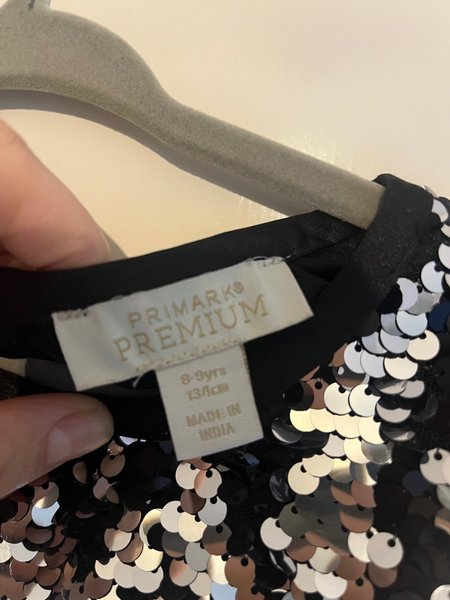 PRIMARK®
PREMIUM
8-9yrs
134cm
MADE IN
INDIA